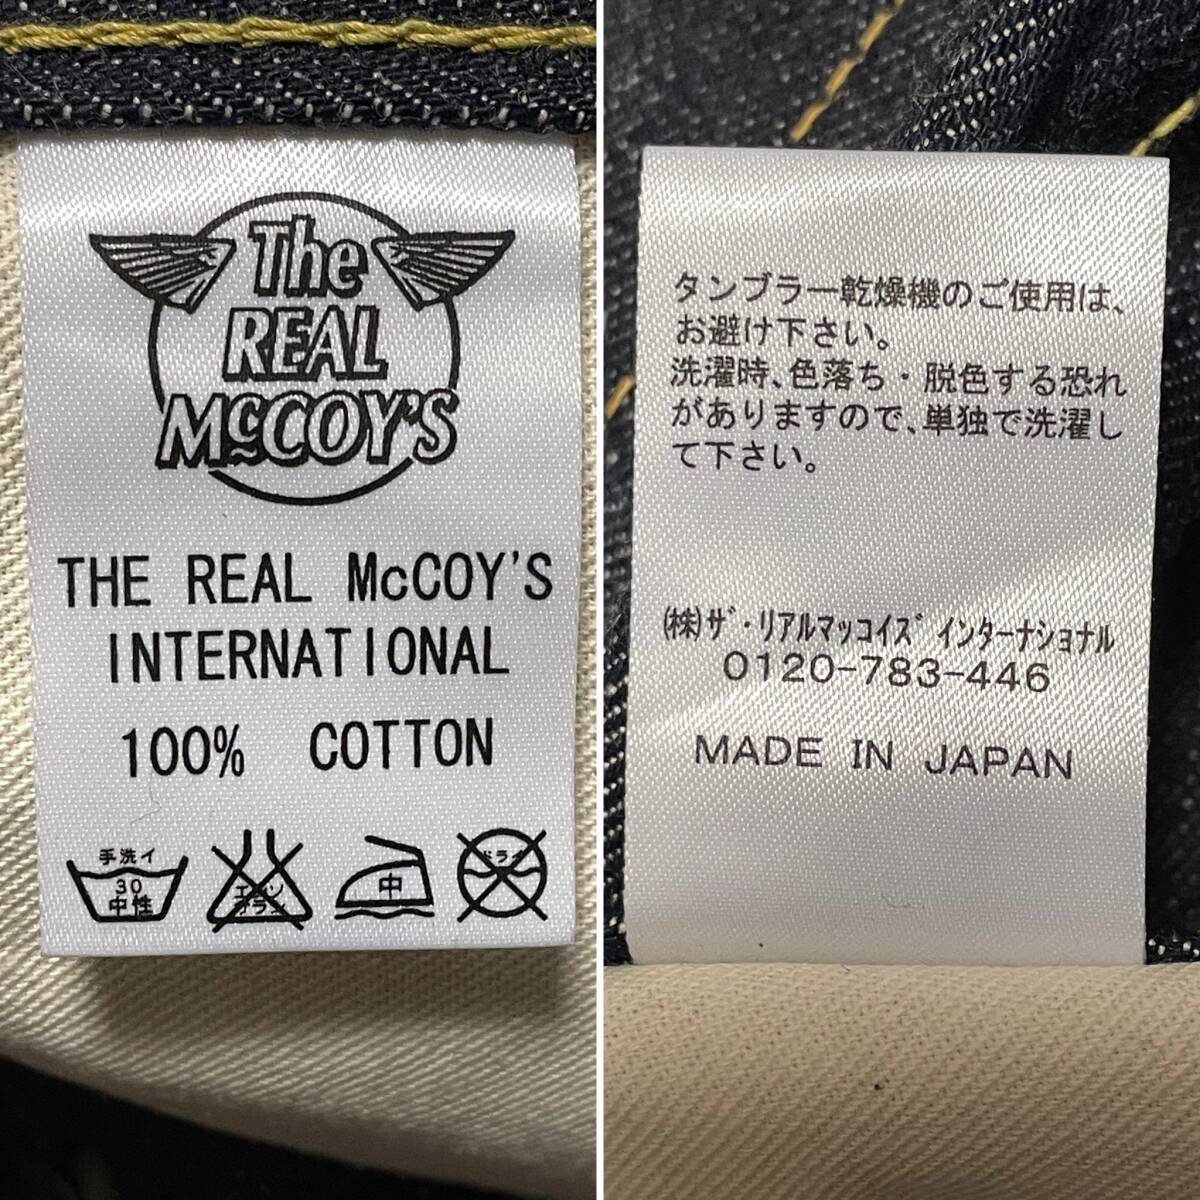 The
REAL
McCOY'S
THE REAL McCOY'S
INTERNATIONAL
100% COTTON
手洗イ
30
中性
エンソ
サラシ
中
ドライ
タンブラー乾燥機のご使用は、
お避け下さい。
洗濯時、色落ち・脱色する恐れ
がありますので、単独で洗濯し
て下さい。
㈱ｻﾞ・ﾘｱﾙﾏｯｺｲｽﾞ ｲﾝﾀｰﾅｼｮﾅﾙ
0120-783-446
MADE IN JAPAN